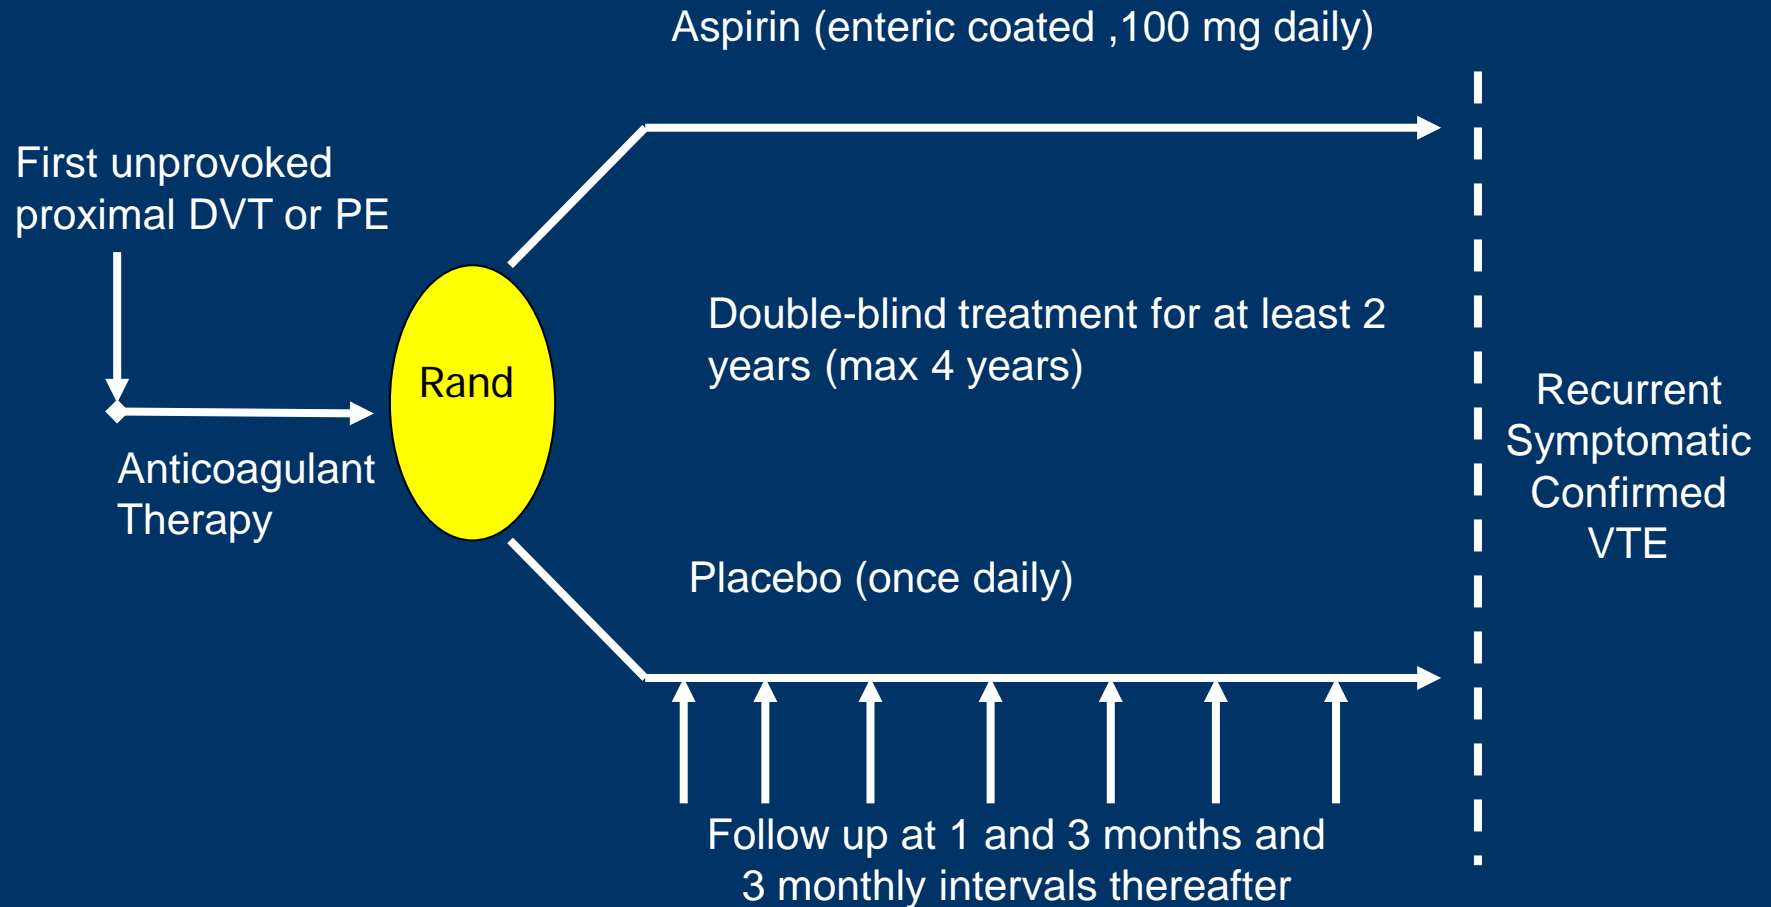 Aspirin (enteric coated ,100 mg daily)
First unprovoked
proximal DVT or PE
Anticoagulant
Therapy
Rand
Double-blind treatment for at least 2
years (max 4 years)
Placebo (once daily)
Follow up at 1 and 3 months and
3 monthly intervals thereafter
Recurrent
Symptomatic
Confirmed
VTE